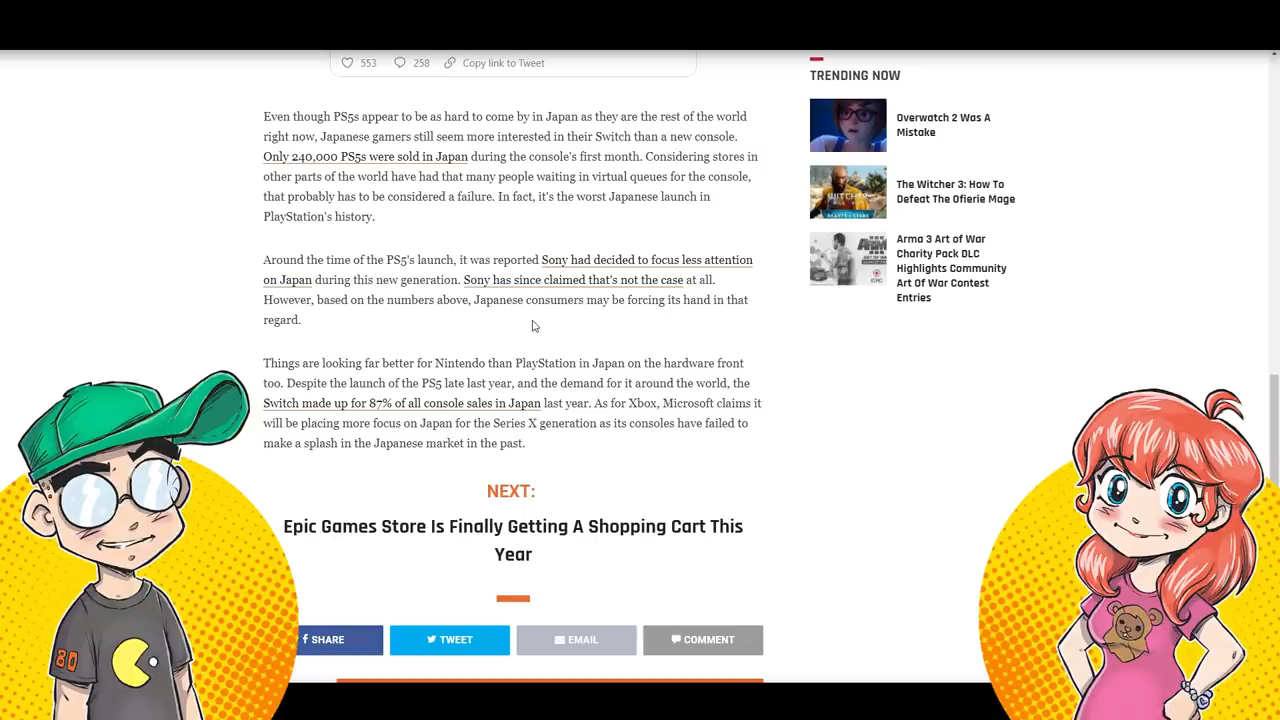 553 258 Copy link to Tweet
Even though PS5s appear to be as hard to come by in Japan as they are the rest of the world
right now, Japanese gamers still seem more interested in their Switch than a new console.
Only 240,000 PS5s were sold in Japan during the console's first month. Considering stores in
other parts of the world have had that many people waiting in virtual queues for the console,
that probably has to be considered a failure. In fact, it's the worst Japanese launch in
PlayStation's history.
Around the time of the PS5's launch, it was reported Sony had decided to focus less attention
on Japan during this new generation. Sony has since claimed that's not the case at all.
However, based on the numbers above, Japanese consumers may be forcing its hand in that
regard.
Things are looking far better for Nintendo than PlayStation in Japan on the hardware front
too. Despite the launch of the PS5 late last year, and the demand for it around the world, the
Switch made up for 87% of all console sales in Japan last year. As for Xbox, Microsoft claims it
will be placing more focus on Japan for the Series X generation as its consoles have failed to
make a splash in the Japanese market in the past.
NEXT:
Epic Games Store Is Finally Getting A Shopping Cart This
Year
SHARE
TWEET
EMAIL
COMMENT
TRENDING NOW
Overwatch 2 Was A
Mistake
The Witcher 3: How To
Defeat The Ofierie Mage
Arma 3 Art of War
Charity Pack DLC
Highlights Community
Art Of War Contest
Entries
80